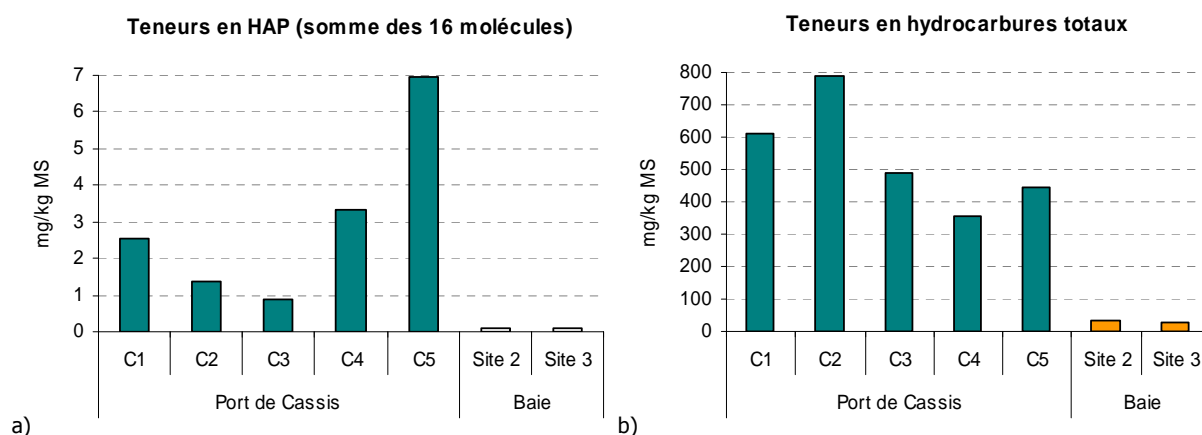 Teneurs en HAP (somme des 16 molécules)
mg/kg MS
7
6
5
4
3
2
1
0
C1 C2 C3 C4 C5 Site 2 Site 3
Port de Cassis Baie
a)
Teneurs en hydrocarbures totaux
mg/kg MS
800
700
600
500
400
300
200
100
0
C1 C2 C3 C4 C5 Site 2 Site 3
Port de Cassis Baie
b)